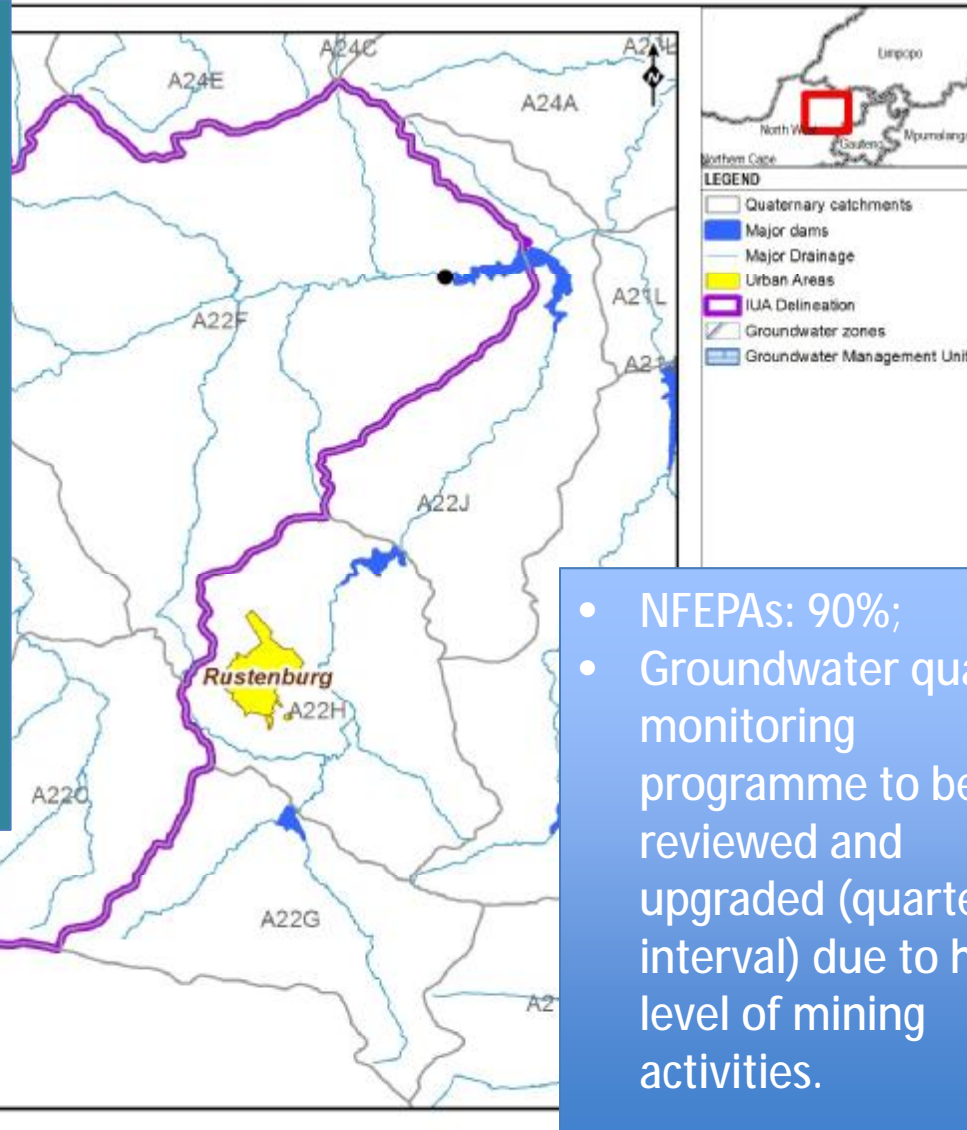 A24C
A24E
A24A
N
A22F
A21L
A22J
Rustenburg
A22H
A22G
Limpopo
North West
Gauteng
Mpumalanga
Northern Cape
LEGEND
Quaternary catchments
Major dams
Major Drainage
Urban Areas
IUA Delineation
Groundwater zones
Groundwater Management Unit
• NFEPAs: 90%;
• Groundwater
monitoring
programme to be
reviewed and
upgraded
interval) due to
level of mining
activities.